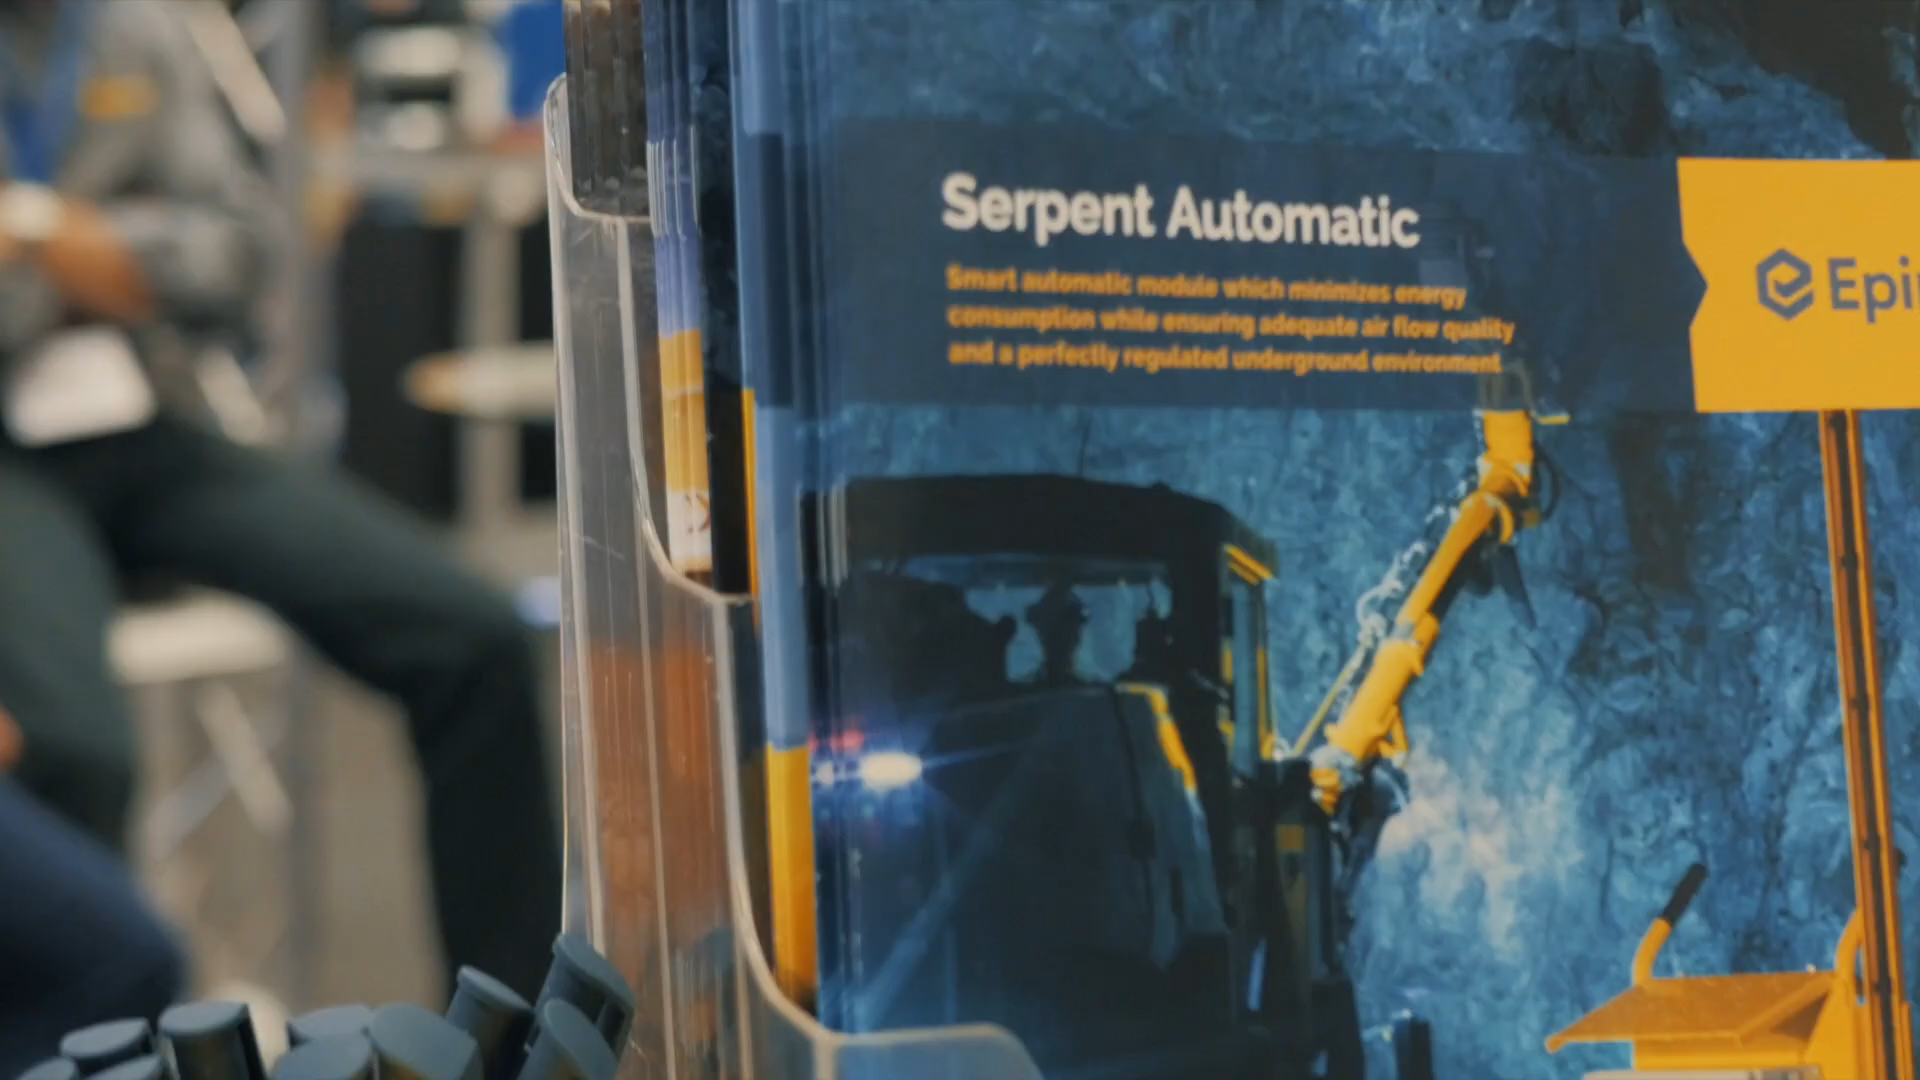 Serpent Automatic
Smart automatic module which minimizes energy
consumption while ensuring adequate air flow quality
and a perfectly regulated underground environment
Epir